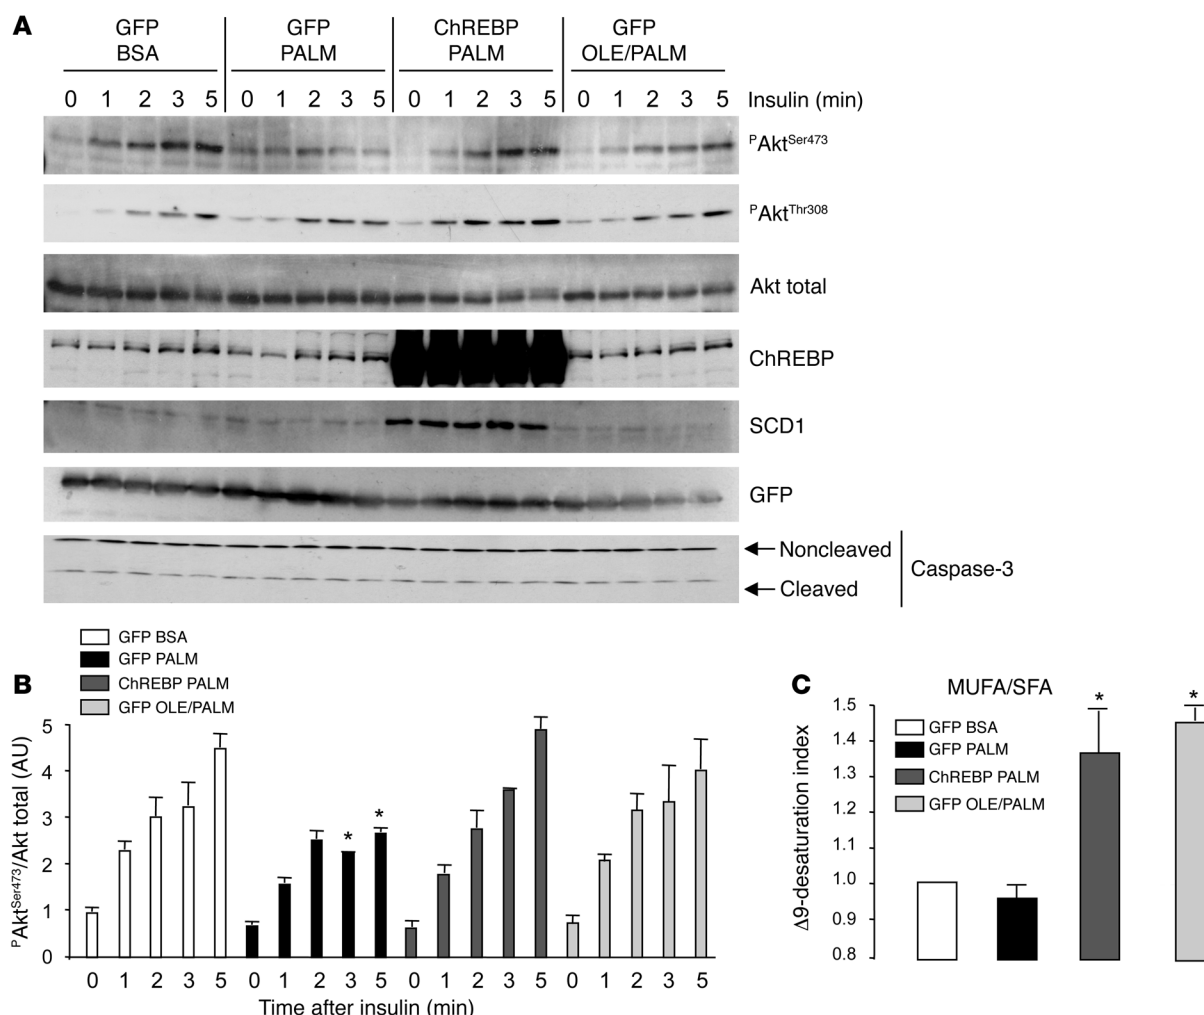 A
GFP BSA
GFP PALM
ChREBP PALM
GFP OLE/PALM
0 1 2 3 5 0 1 2 3 5 0 1 2 3 5 0 1 2 3 5 Insulin (min)
PAktSer473
PAktThr308
Akt total
ChREBP
SCD1
GFP
Noncleaved
Cleaved
Caspase-3
B
GFP BSA
GFP PALM
ChREBP PALM
GFP OLE/PALM
PAktSer473/Akt total (AU)
5
4
3
2
1
0
* *
0 1 2 3 5 0 1 2 3 5 0 1 2 3 5 0 1 2 3 5
Time after insulin (min)
C
MUFA/SFA
GFP BSA
GFP PALM
ChREBP PALM
GFP OLE/PALM
Δ9-desaturation index
1.5
1.4
1.3
1.2
1.1
1.0
0.9
0.8
* *